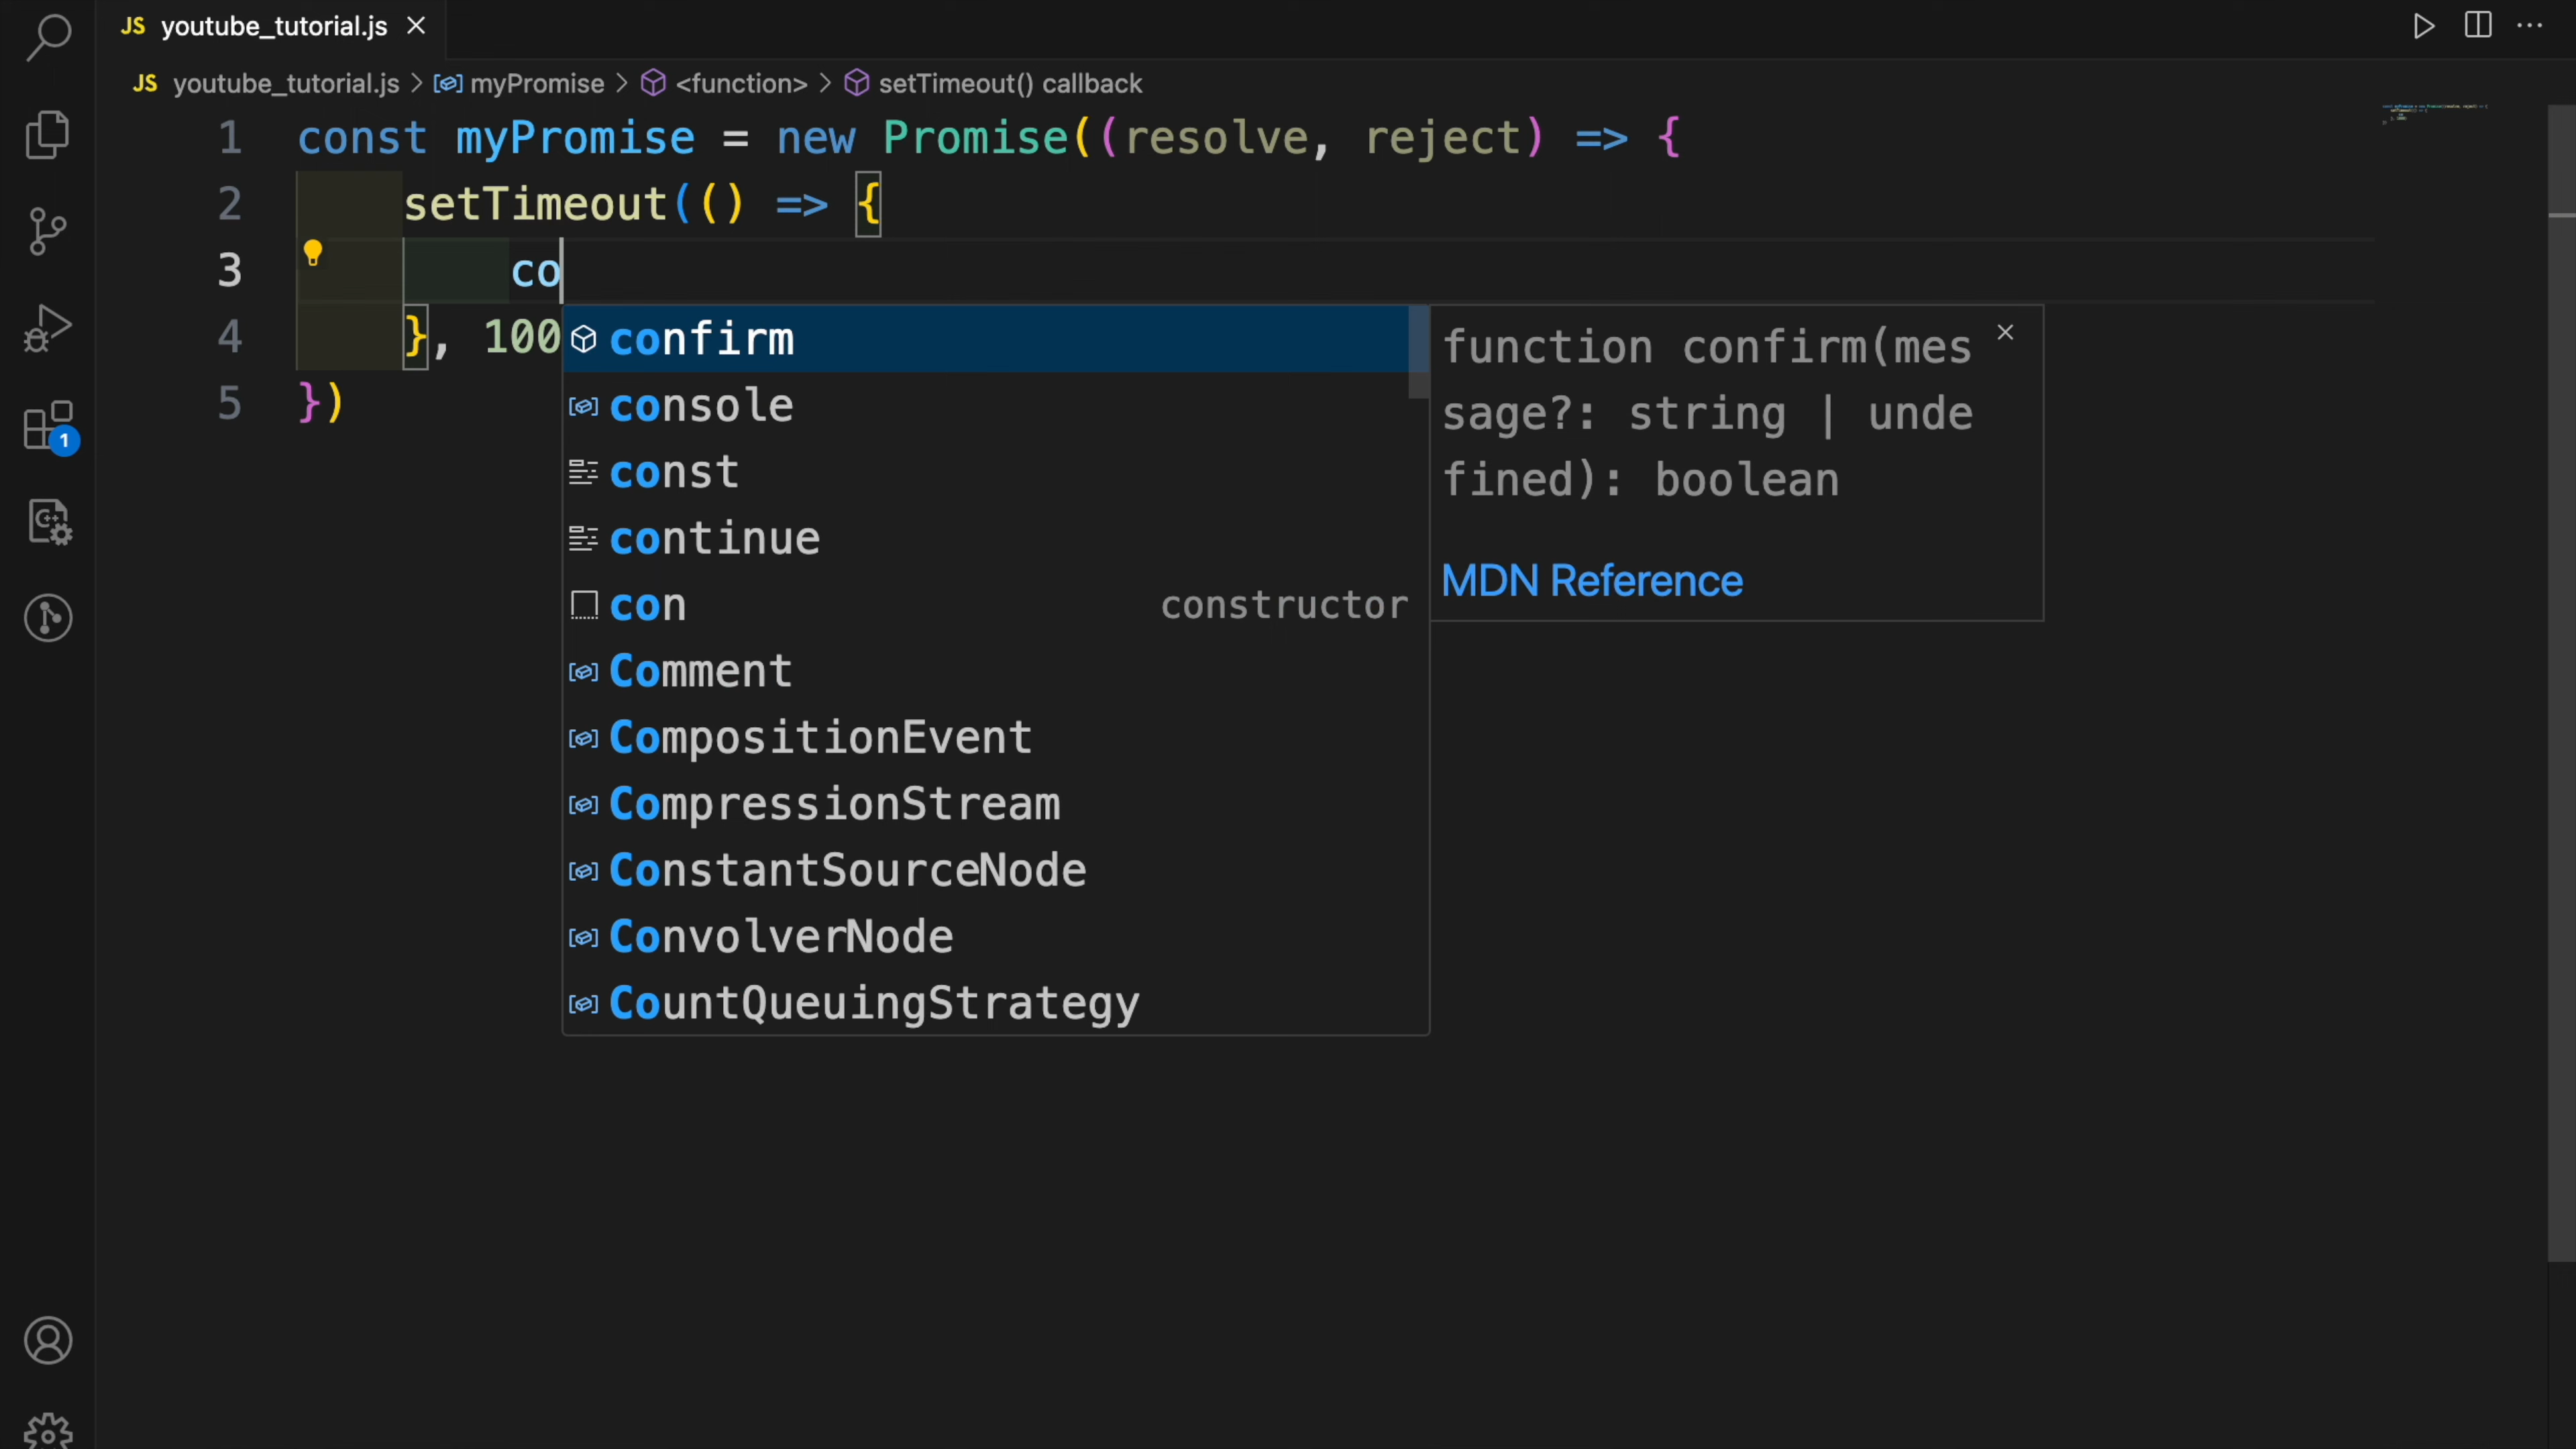 JS youtube_tutorial.js
JS youtube_tutorial.js > myPromise > <function> > setTimeout() callback
1 const myPromise = new Promise((resolve, reject) => {
2 setTimeout(() => {
3 co
4 }, 100
5 })
confirm
console
const
continue
con constructor
Comment
CompositionEvent
CompressionStream
ConstantSourceNode
ConvolverNode
CountQueuingStrategy
function confirm(mes
sage?: string | unde
fined): boolean
MDN Reference
1
C++